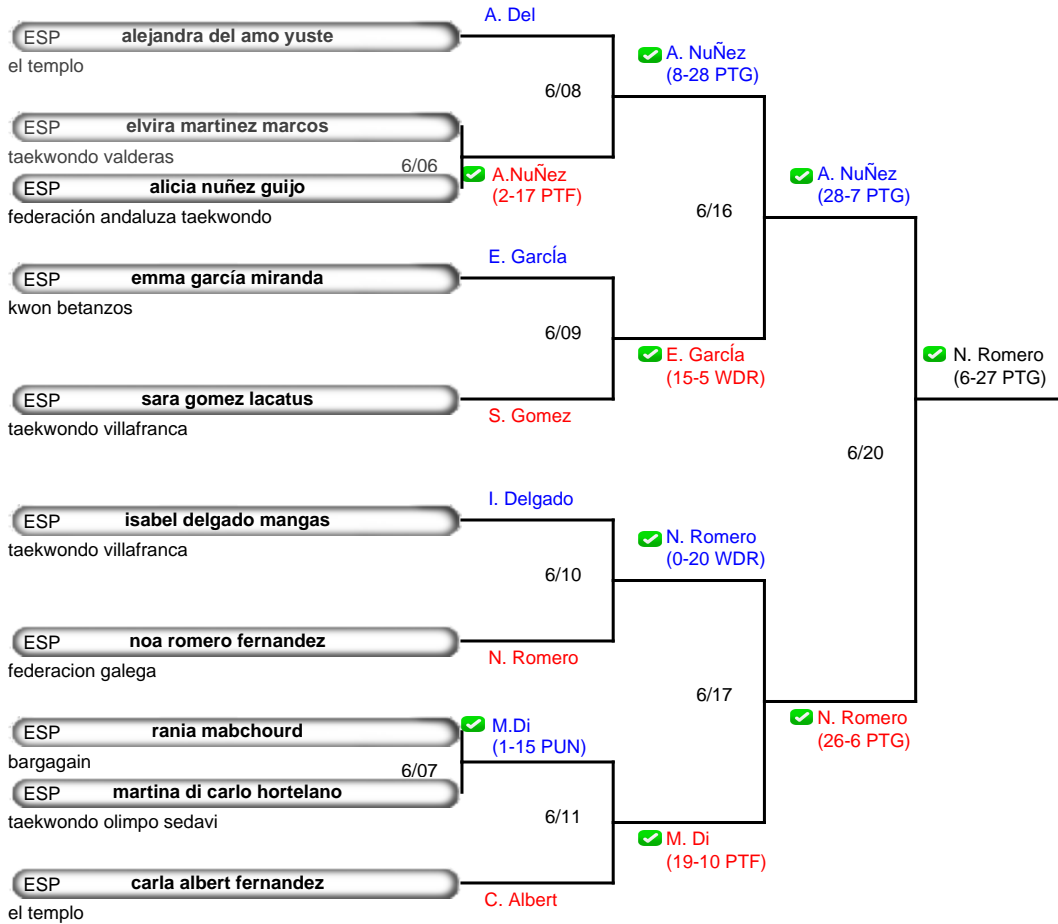 A. Del
ESP alejandra del amo yuste
el templo
A. NuÑez
(8-28 PTG)
6/08
ESP elvira martinez marcos
taekwondo valderas
6/06
A.NuÑez
(2-17 PTF)
ESP alicia nuñez guijo
federación andaluza taekwondo
A. NuÑez
(28-7 PTG)
6/16
E. GarcÍa
ESP emma garcía miranda
kwon betanzos
6/09
E. GarcÍa
(15-5 WDR)
N. Romero
(6-27 PTG)
ESP sara gomez lacatus
S. Gomez
taekwondo villafranca
6/20
I. Delgado
ESP isabel delgado mangas
taekwondo villafranca
N. Romero
(0-20 WDR)
6/10
ESP noa romero fernandez
N. Romero
federacion galega
6/17
N. Romero
(26-6 PTG)
ESP rania mabchourd
M.Di
(1-15 PUN)
bargagain
6/07
ESP martina di carlo hortelano
taekwondo olimpo sedavi
6/11
M. Di
(19-10 PTF)
ESP carla albert fernandez
C. Albert
el templo